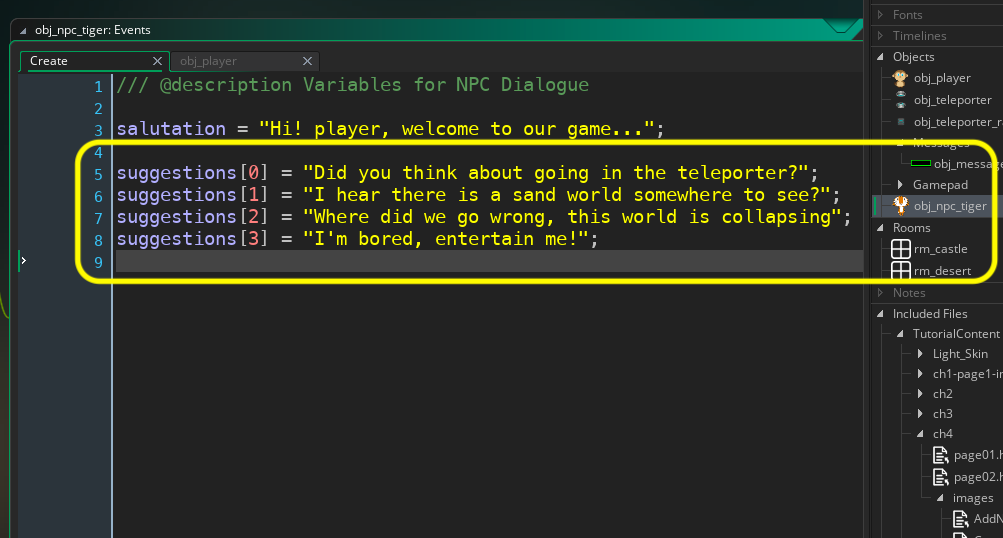 obj_npc_tiger: Events
Create
obj_player
1 /// @description Variables for NPC Dialogue
2
3 salutation = "Hi! player, welcome to our game...";
4
5 suggestions[0] = "Did you think about going in the teleporter?";
6 suggestions[1] = "I hear there is a sand world somewhere to see?";
7 suggestions[2] = "Where did we go wrong, this world is collapsing";
8 suggestions[3] = "I'm bored, entertain me!";
9
Fonts
Timelines
Objects
obj_player
obj_teleporter
obj_teleporter_r
Messages
obj_messag
Gamepad
obj_npc_tiger
Rooms
rm_castle
rm_desert
Notes
Included Files
TutorialContent
Light_Skin
ch1-page1-i
ch2
ch3
ch4
page01.h
page02.h
images
AddN